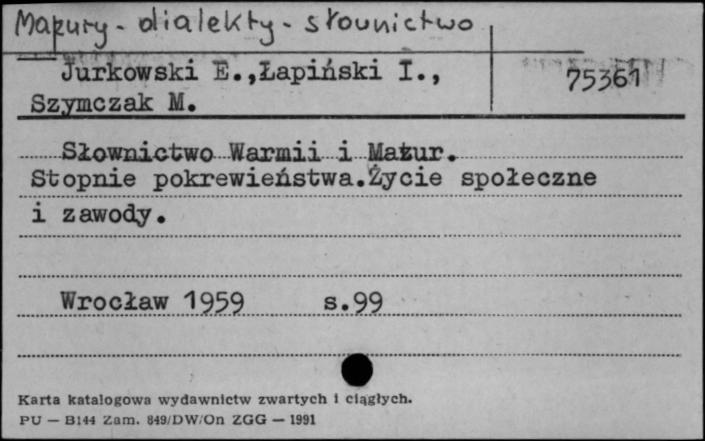 Mazury - dialekty - słownictwo
Jurkowski E., Łapiński I.,
75361
Szymczak M.
Słownictwo Warmii i Mazur.
Stopnie pokrewieństwa. Życie społeczne
i zawody.
Wrocław 1959 s.99
Karta katalogowa wydawnictw zwartych i ciągłych.
PU — B144 Zam. 849/DW/On ZGG — 1991